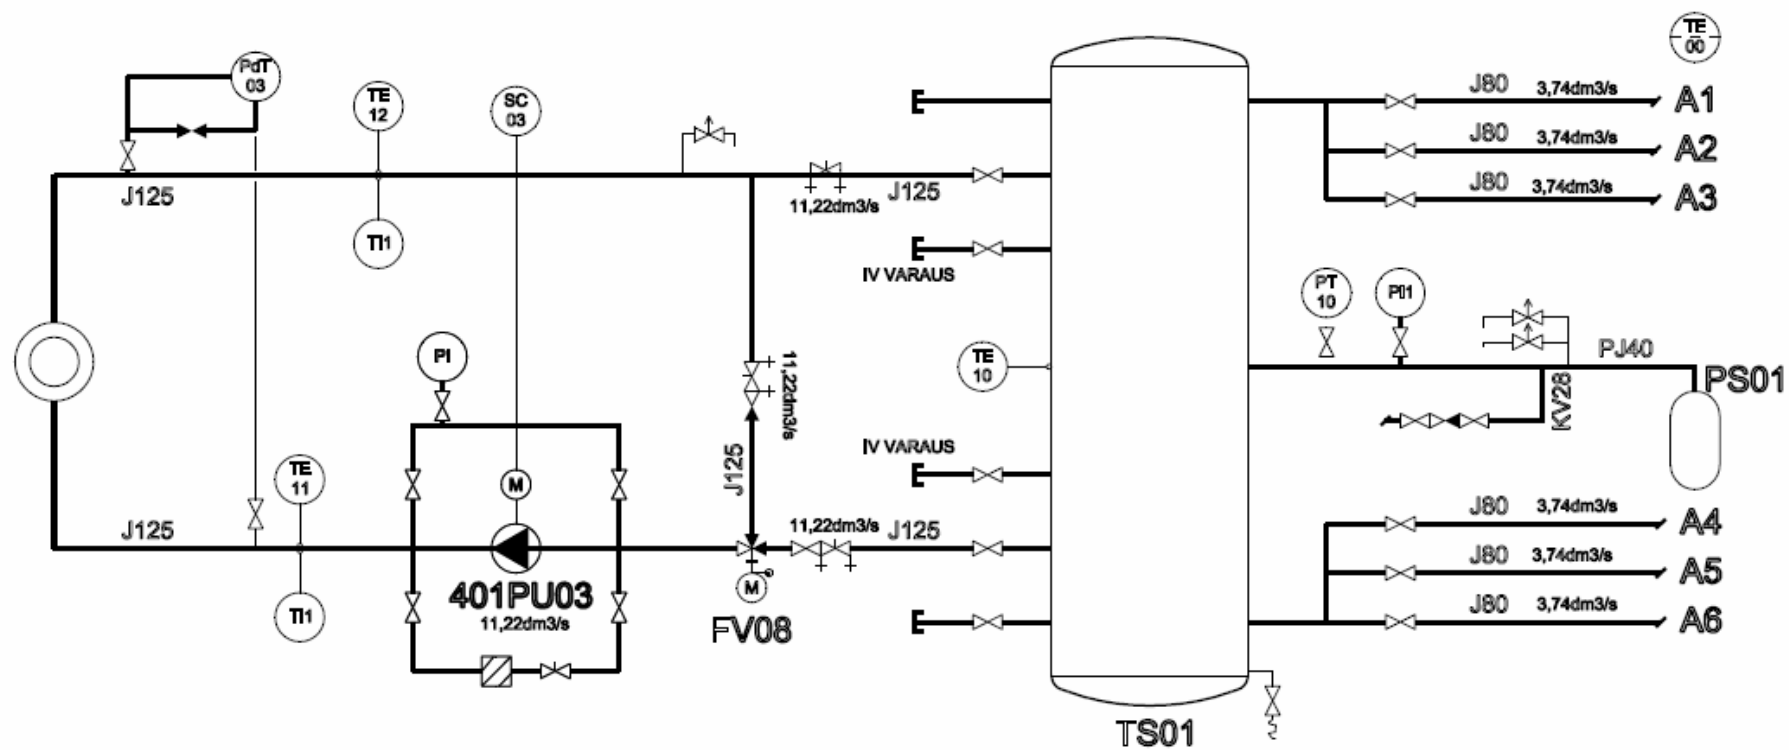 TE
00
PdT
03
TE
12
SC
03
J80
3,74dm3/s
A1
J80
3,74dm3/s
A2
J80
3,74dm3/s
A3
J125
11,22dm3/s
J125
TI1
IV VARAUS
PT
10
PI1
PI
TE
10
11,22dm3/s
PJ40
PS01
KV28
IV VARAUS
J125
TE
11
M
J80
3,74dm3/s
A4
J125
11,22dm3/s
J125
J80
3,74dm3/s
A5
401PU03
11,22dm3/s
M
FV08
TI1
J80
3,74dm3/s
A6
TS01